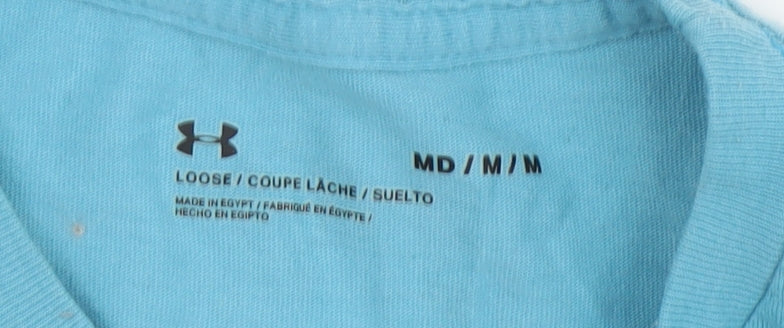 MD / M / M
LOOSE / COUPE LÂCHE / SUELTO
MADE IN EGYPT / FABRIQUÉ EN ÉGYPTE /
HECHO EN EGIPTO